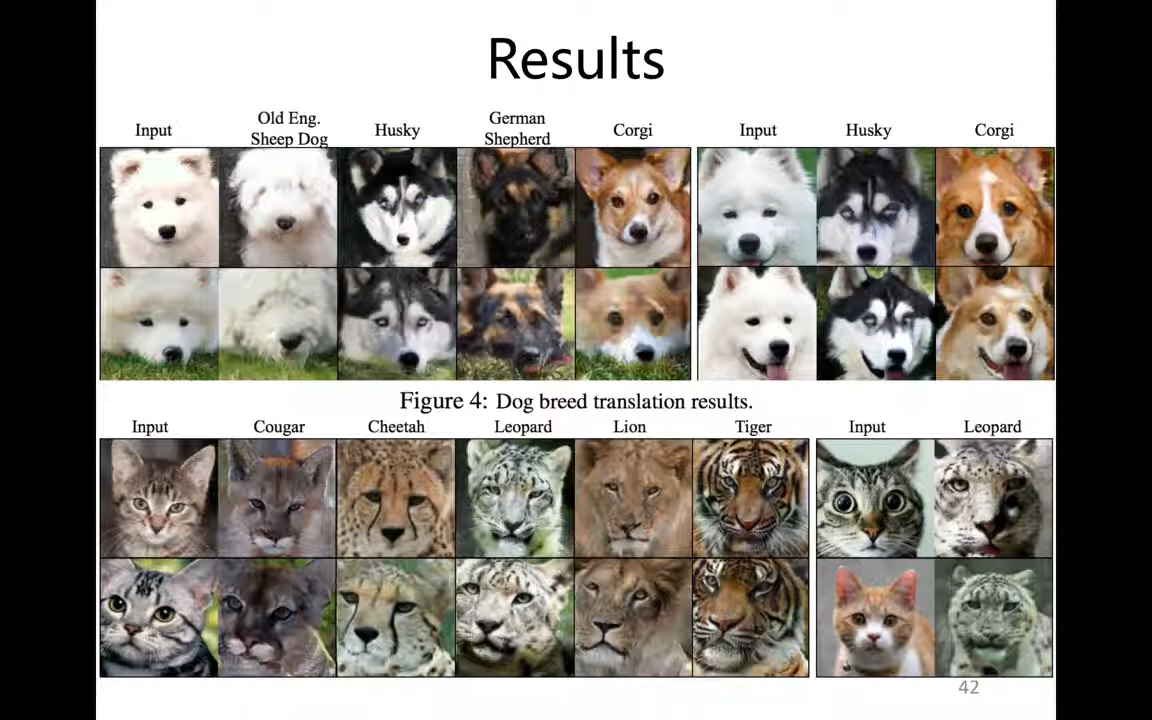 Results
Input Old Eng. Sheep Dog Husky German Shepherd Corgi Input Husky Corgi
Figure 4: Dog breed translation results.
Input Cougar Cheetah Leopard Lion Tiger Input Leopard
42